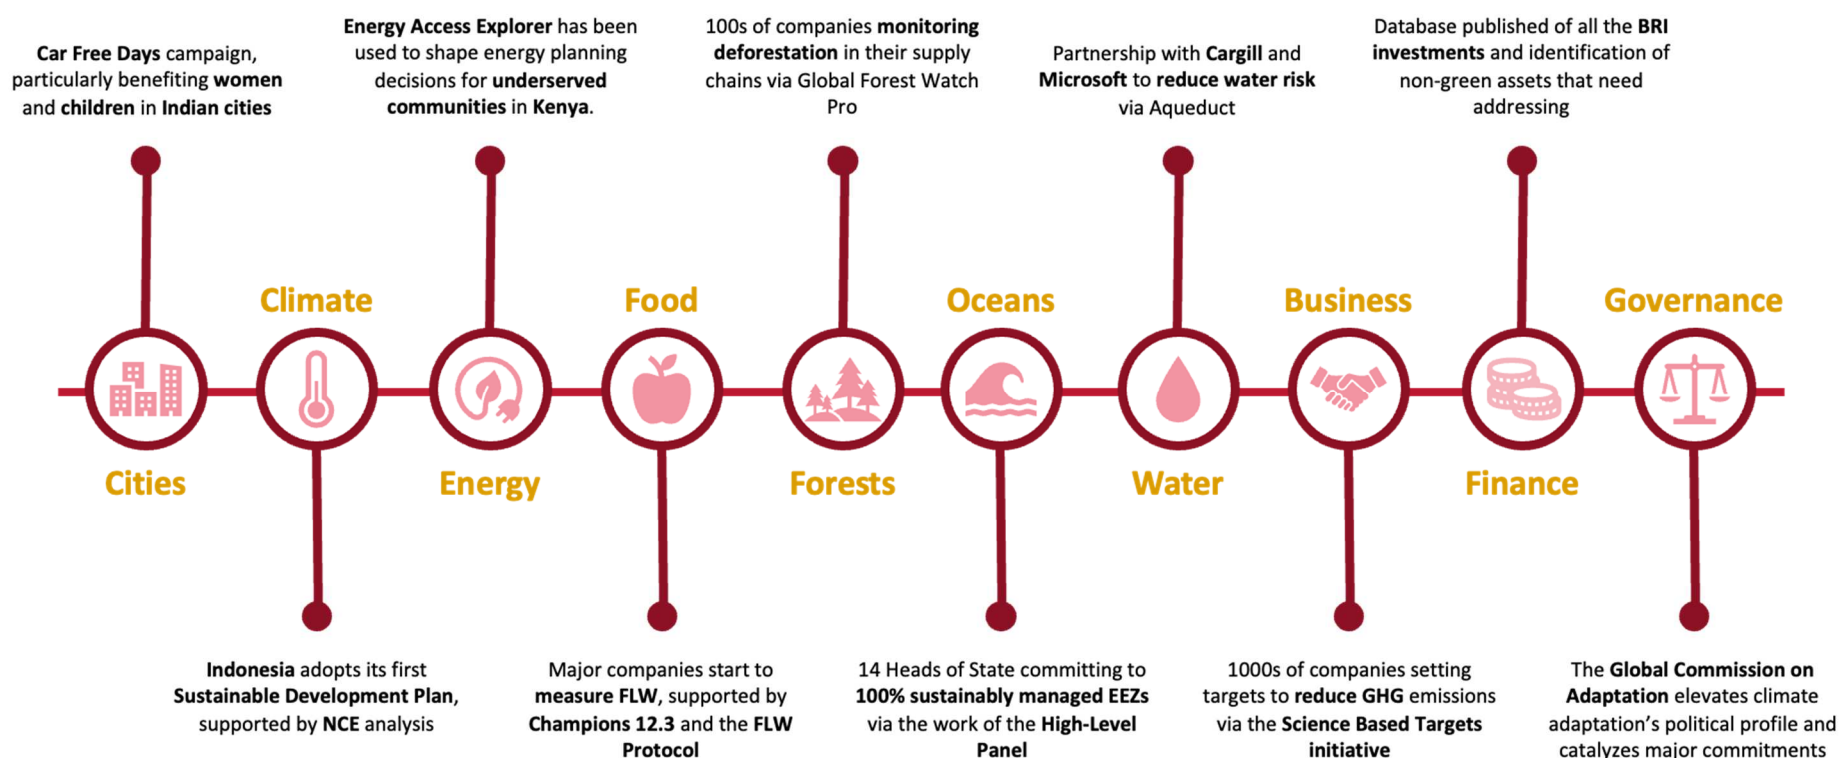 Car Free Days campaign,
particularly benefiting women
and children in Indian cities
Energy Access Explorer has been
used to shape energy planning
decisions for underserved
communities in Kenya.
100s of companies monitoring
deforestation in their supply
chains via Global Forest Watch
Pro
Partnership with Cargill and
Microsoft to reduce water risk
via Aqueduct
Database published of all the BRI
investments and identification of
non-green assets that need
addressing
Climate
Food
Oceans
Business
Governance
Cities
Energy
Forests
Water
Finance
Indonesia adopts its first
Sustainable Development Plan,
supported by NCE analysis
Major companies start to
measure FLW, supported by
Champions 12.3 and the FLW
Protocol
14 Heads of State committing to
100% sustainably managed EEZs
via the work of the High-Level
Panel
1000s of companies setting
targets to reduce GHG emissions
via the Science Based Targets
initiative
The Global Commission on
Adaptation elevates climate
adaptation's political profile and
catalyzes major commitments